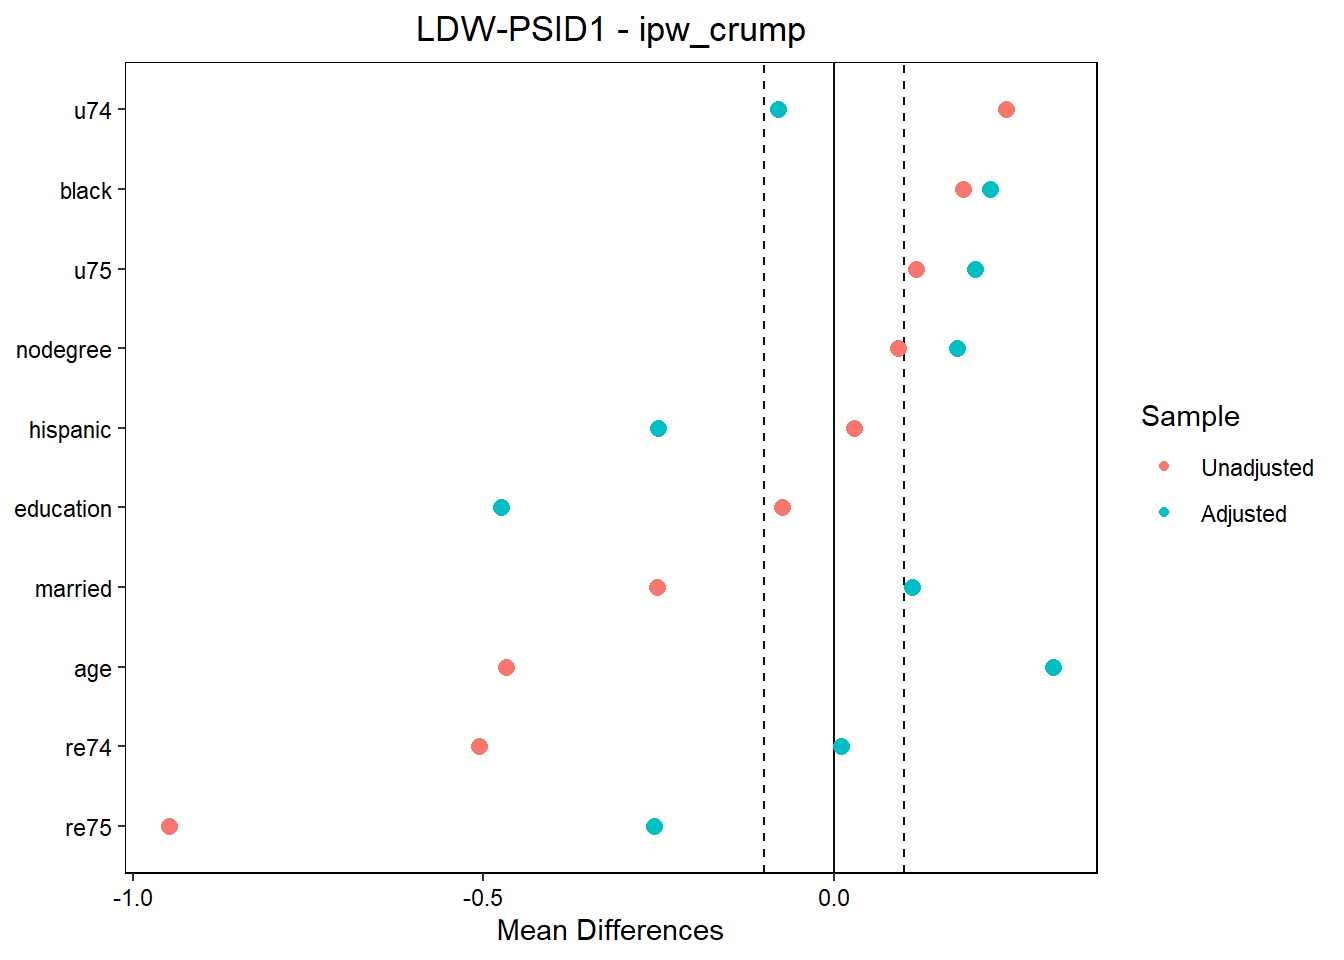 LDW-PSID1 - ipw_crump
u74
black
u75
nodegree
hispanic
education
married
age
re74
re75
-1.0
-0.5
0.0
Mean Differences
Sample
Unadjusted
Adjusted